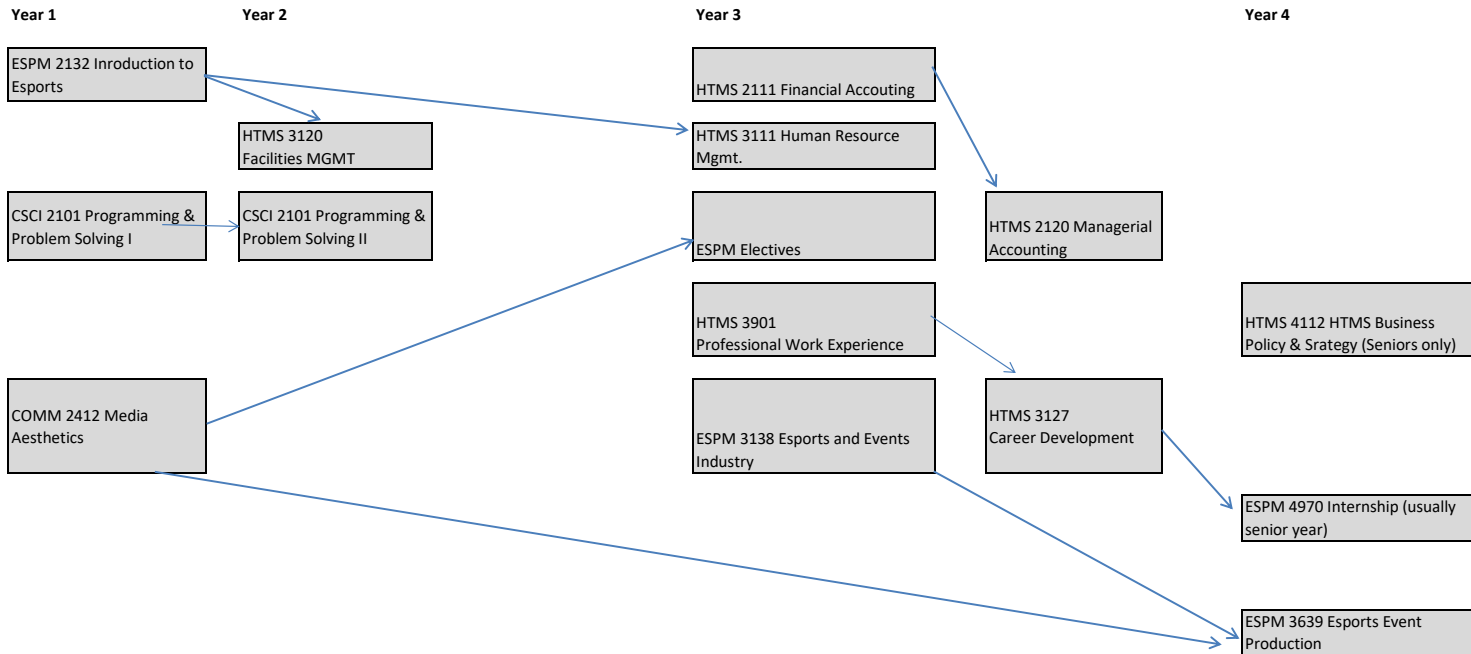 Year 1
Year 2
Year 3
Year 4
ESPM 2132 Inroduction to
Esports
HTMS 2111 Financial Accouting
HTMS 3120
Facilities MGMT
HTMS 3111 Human Resource
Mgmt.
CSCI 2101 Programming &
Problem Solving I
CSCI 2101 Programming &
Problem Solving II
ESPM Electives
HTMS 2120 Managerial
Accounting
HTMS 3901
Professional Work Experience
HTMS 4112 HTMS Business
Policy & Srategy (Seniors only)
COMM 2412 Media
Aesthetics
ESPM 3138 Esports and Events
Industry
HTMS 3127
Career Development
ESPM 4970 Internship (usually
senior year)
ESPM 3639 Esports Event
Production